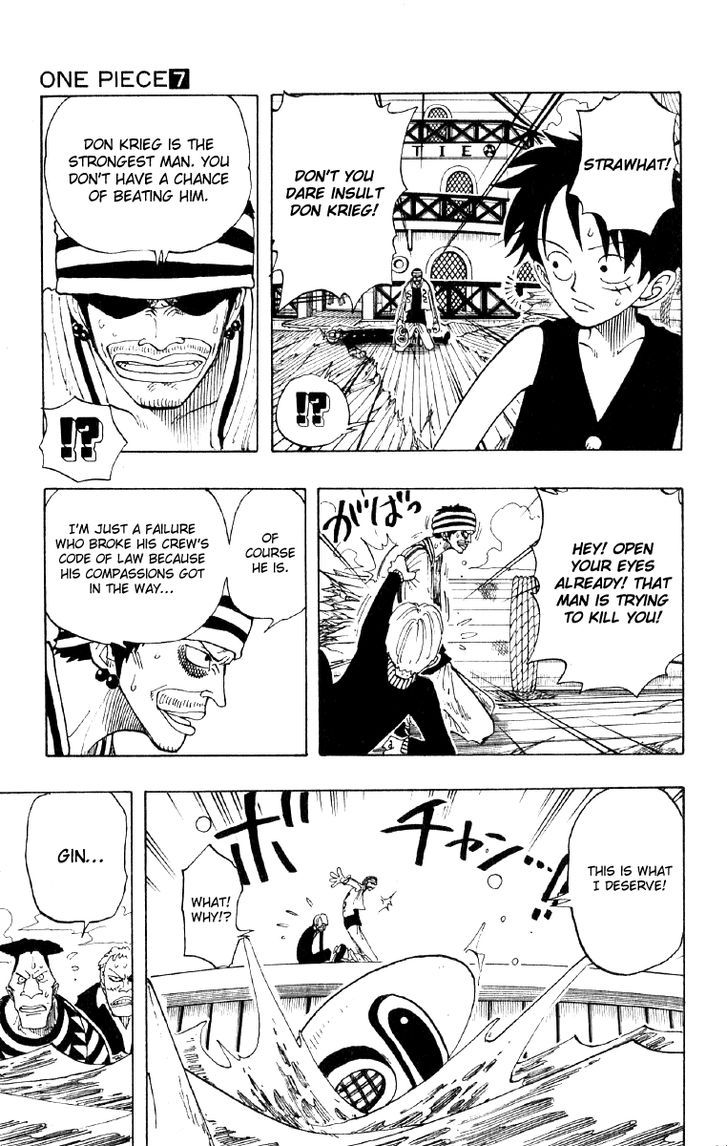 ONE PIECE 7
STRAWHAT!
DON'T YOU
DARE INSULT
DON KRIEG!
TIE
!?
DON KRIEG IS THE
STRONGEST MAN. YOU
DON'T HAVE A CHANCE
OF BEATING HIM.
!?
HEY! OPEN
YOUR EYES
ALREADY! THAT
MAN IS TRYING
TO KILL YOU!
がばっ
OF
COURSE
HE IS.
I'M JUST A FAILURE
WHO BROKE HIS CREW'S
CODE OF LAW BECAUSE
HIS COMPASSIONS GOT
IN THE WAY...
THIS IS WHAT
I DESERVE!
ボチャン!!
WHAT!
WHY!?
GIN...